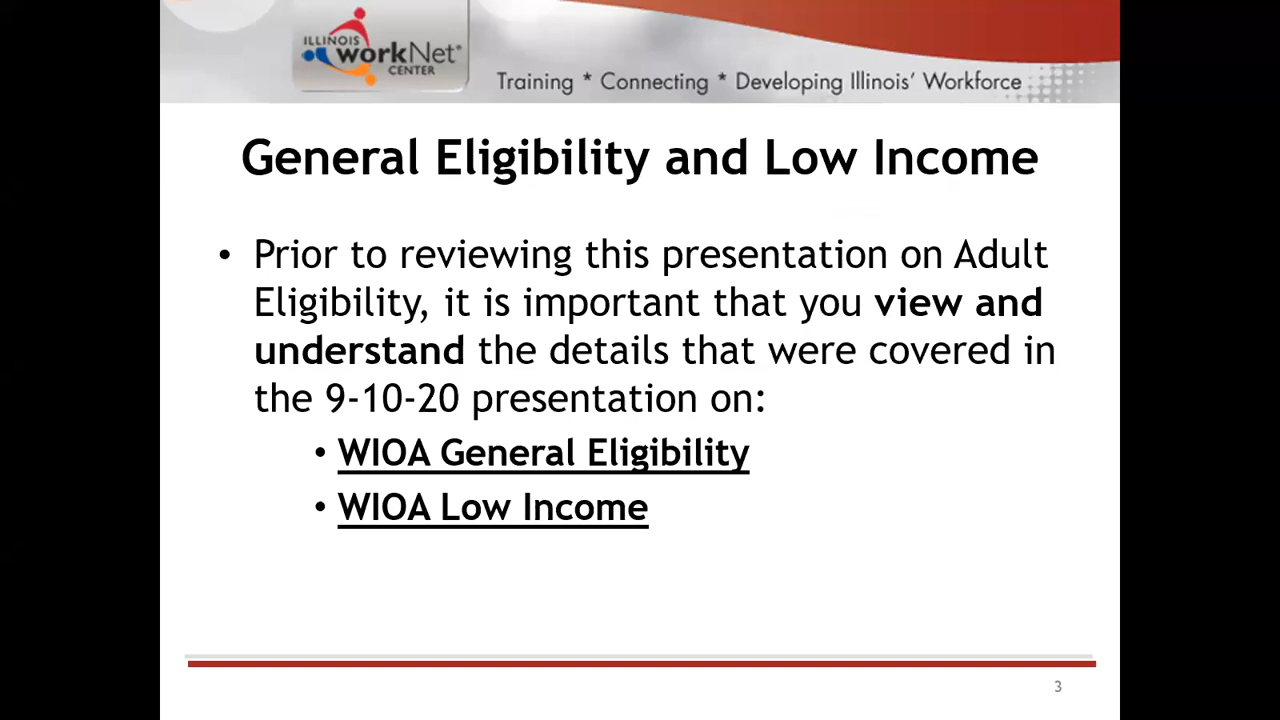 ILLINOIS
workNet®
CENTER
Training * Connecting * Developing Illinois’ Workforce
General Eligibility and Low Income
• Prior to reviewing this presentation on Adult
Eligibility, it is important that you view and
understand the details that were covered in
the 9-10-20 presentation on:
• WIOA General Eligibility
• WIOA Low Income
3